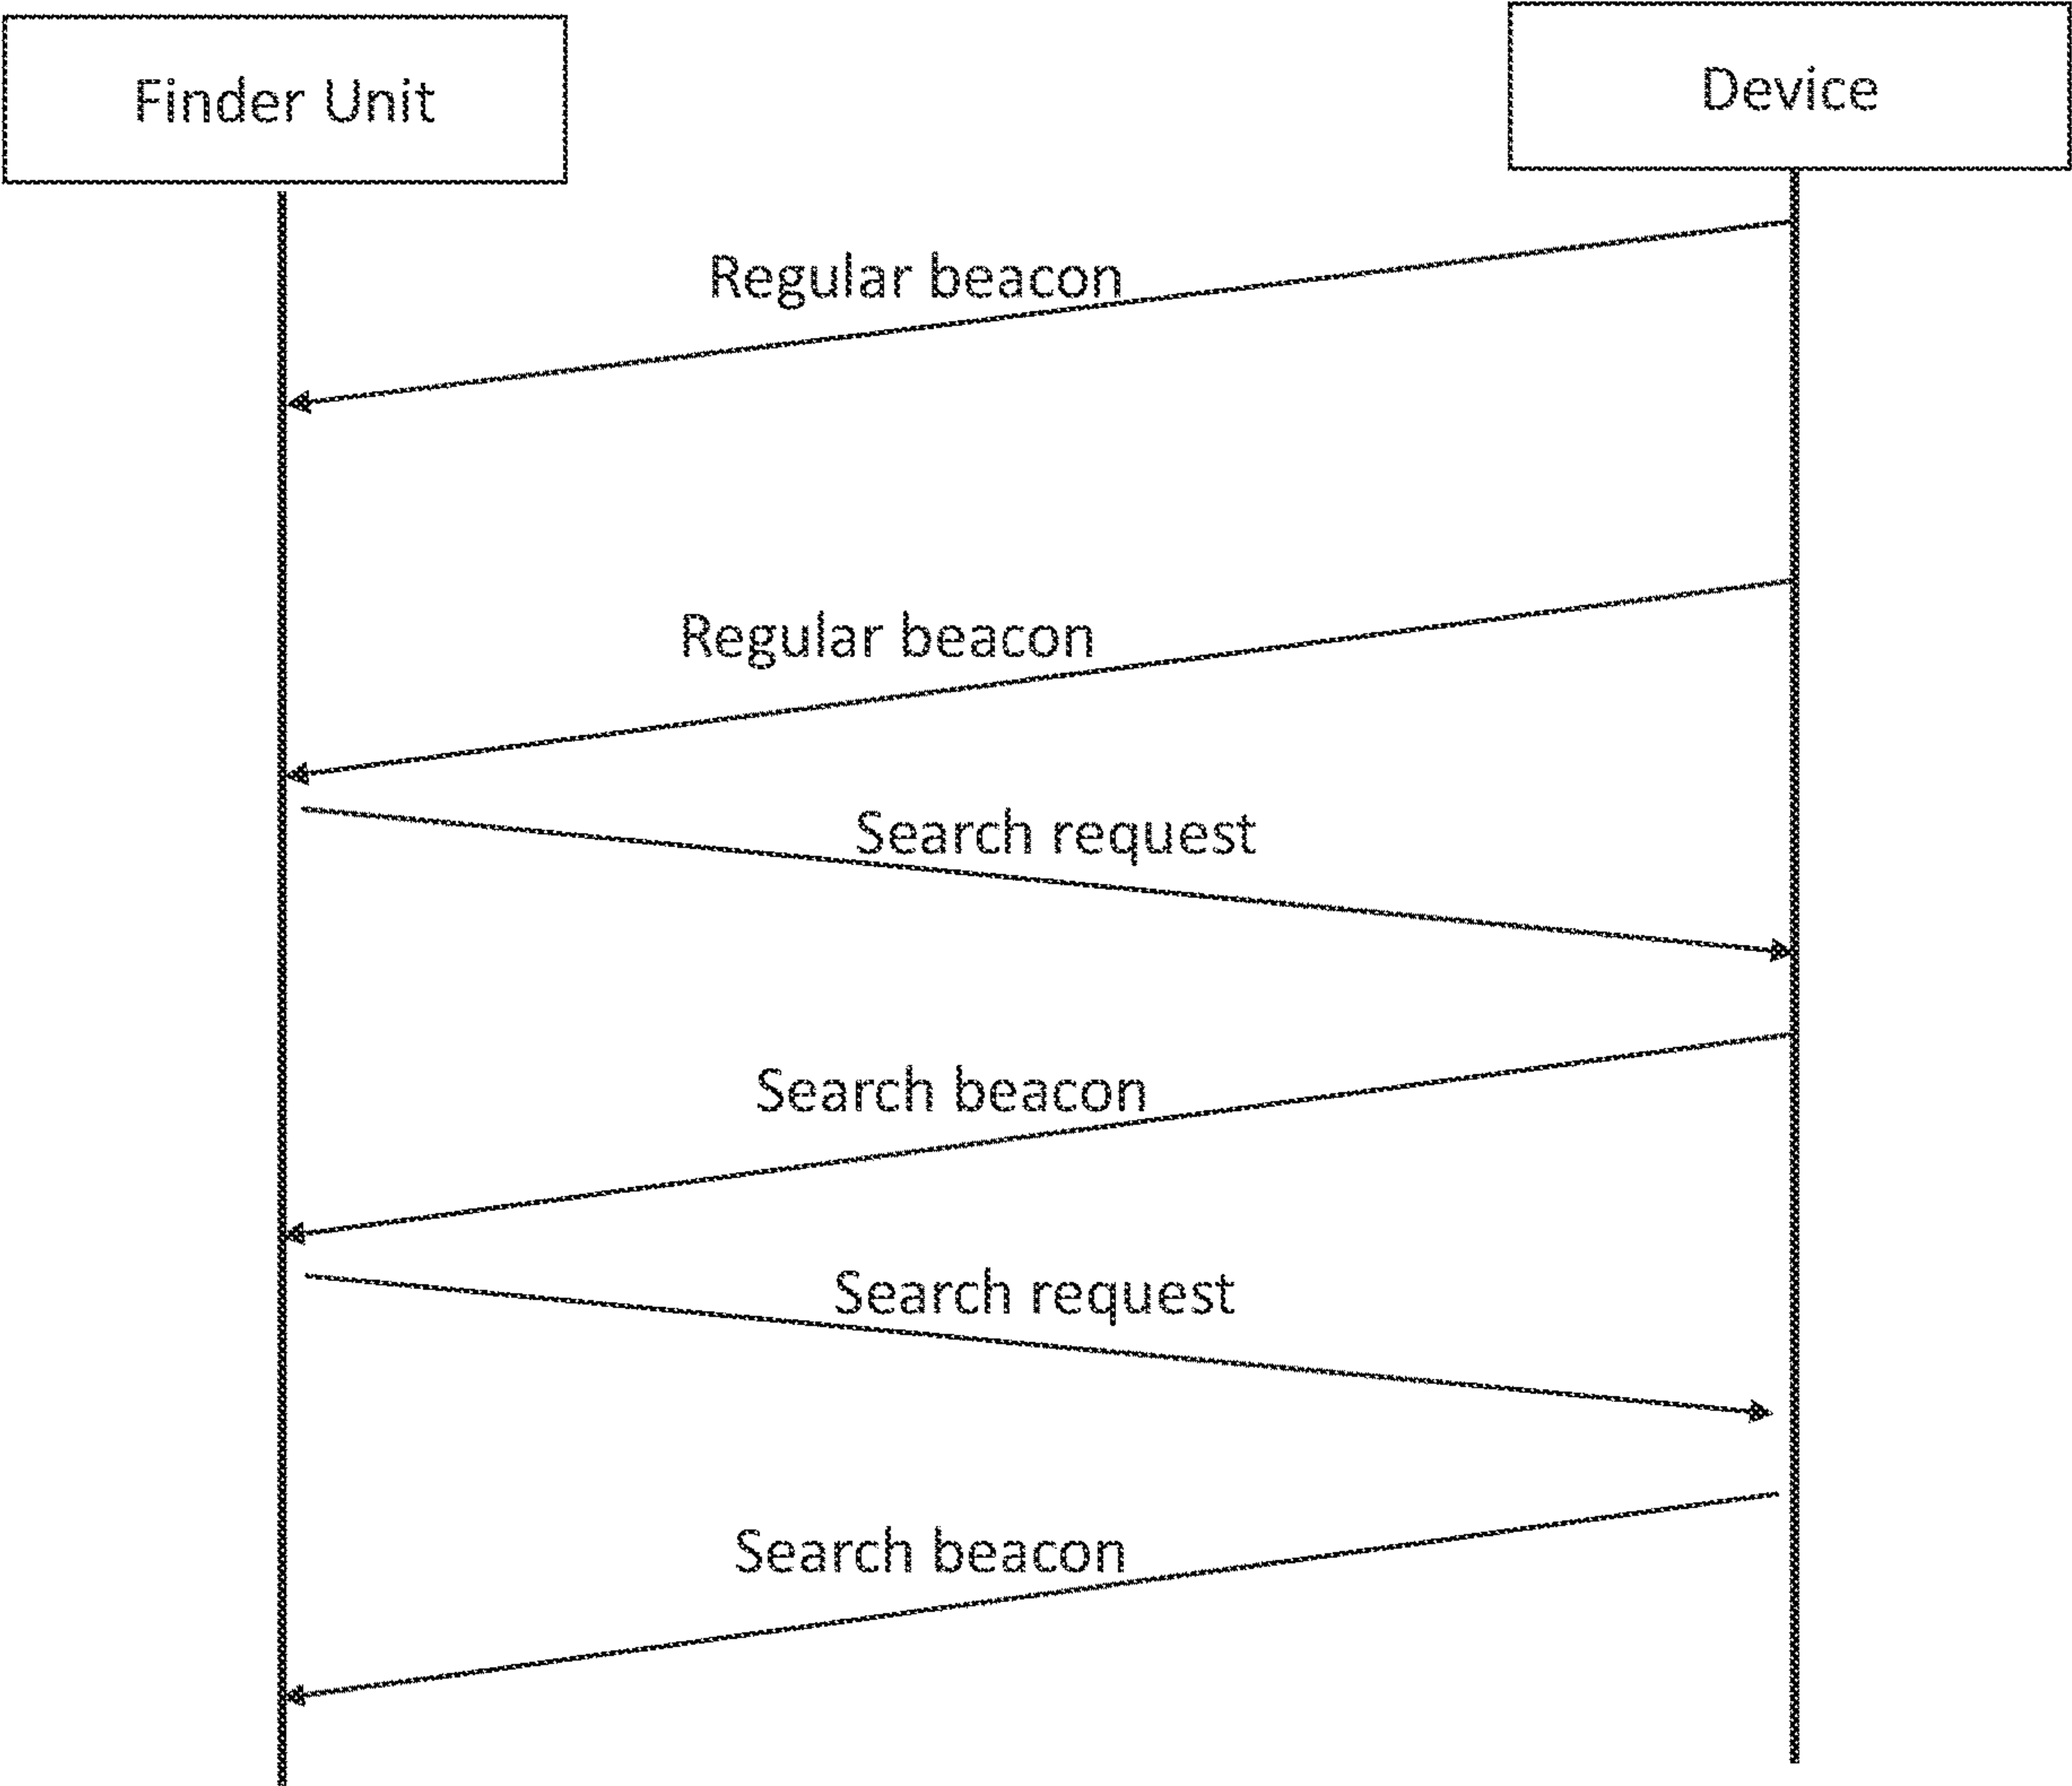 Finder Unit
Device
Regular beacon
Regular beacon
Search request
Search beacon
Search request
Search beacon